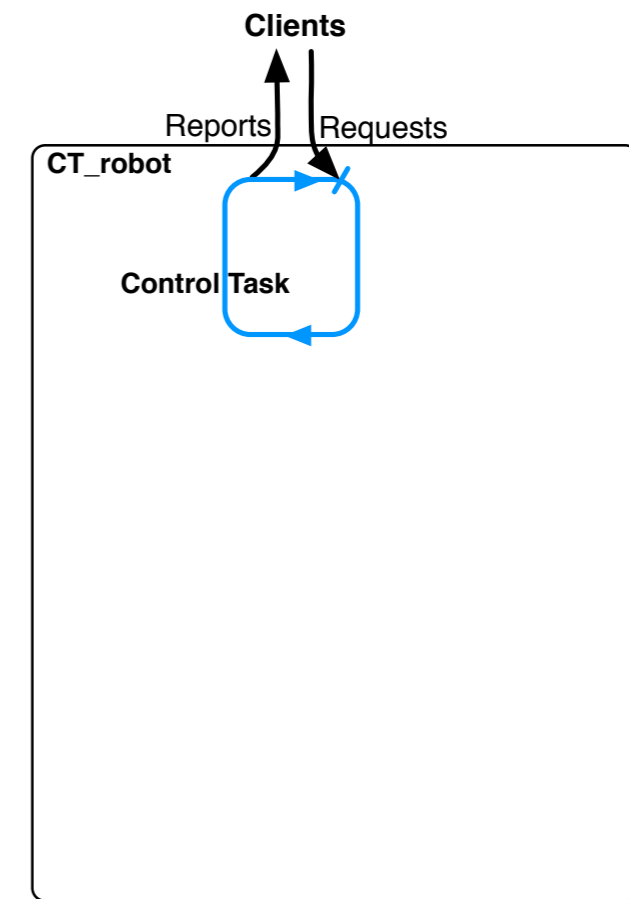 Clients
Reports
Requests
CT_robot
Control Task